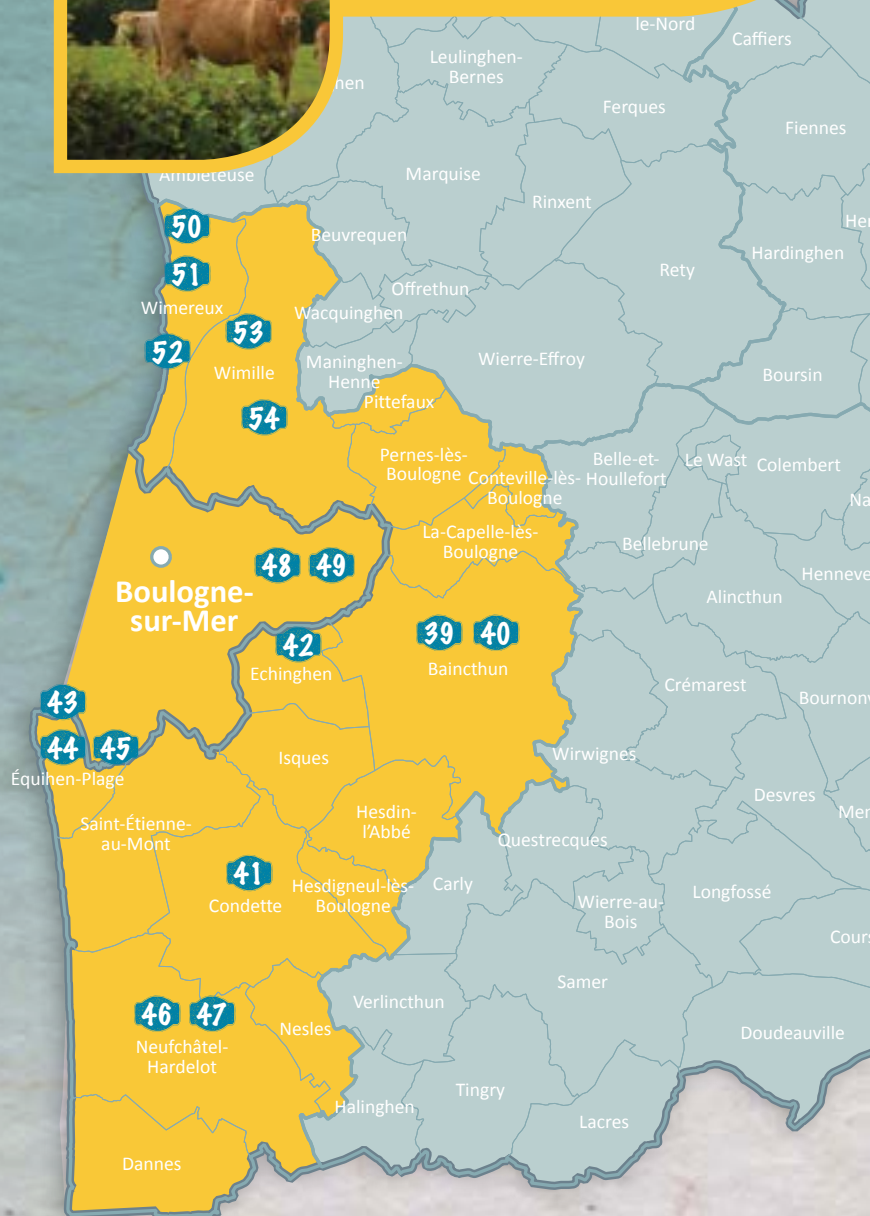 le-Nord
Caffiers
Leulinghen-
Bernes
Ferques
Fiennes
Ambleteuse
Marquise
Rinxent
50
Beuvrequen
Hardinghen
51
Rety
Offrethun
Wimereux
Wacquinghen
53
52
Maninghen-
Henne
Wierre-Effroy
Wimille
Boursin
Pittefaux
54
Pernes-lès-
Boulogne
Conteville-lès-
Boulogne
Belle-et-
Houllefort
Le Wast
Colembert
La-Capelle-lès-
Boulogne
Bellebrune
48
49
Boulogne-
sur-Mer
Alincthun
39
40
42
Baincthun
Echinghen
Crémarest
43
44
45
Isques
Wirwignes
Équihen-Plage
Desvres
Saint-Étienne-
au-Mont
Hesdin-
l'Abbé
Questrecques
41
Condette
Hesdigneul-lès-
Boulogne
Carly
Wierre-au-
Bois
Longfossé
Samer
Verlincthun
46
47
Nesles
Neufchâtel-
Hardelot
Doudeauville
Tingry
Halinghen
Lacres
Dannes